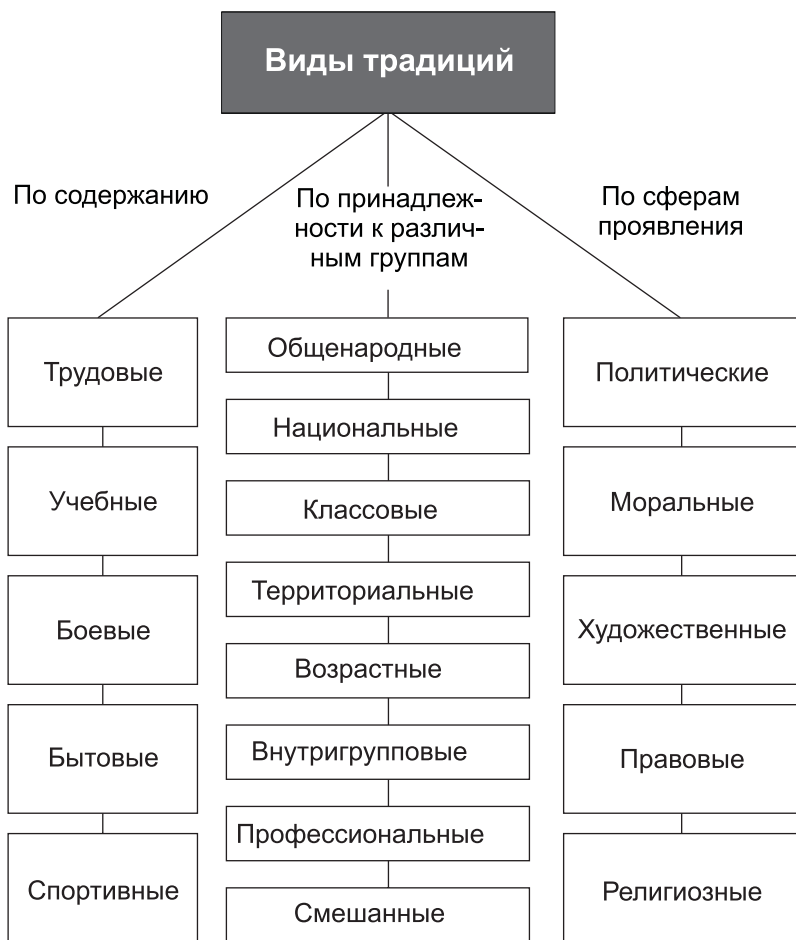 Виды традиций
По содержанию
Трудовые
Учебные
Боевые
Бытовые
Спортивные
По принадлеж-
ности к различ-
ным группам
Общенародные
Национальные
Классовые
Территориальные
Возрастные
Внутригрупповые
Профессиональные
Смешанные
По сферам
проявления
Политические
Моральные
Художественные
Правовые
Религиозные